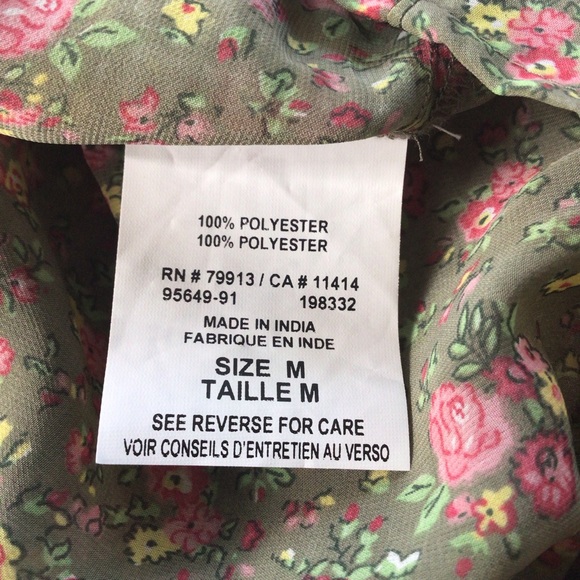 100% POLYESTER
100% POLYESTER
RN # 79913 / CA # 11414
95649-91 198332
MADE IN INDIA
FABRIQUE EN INDE
SIZE M
TAILLE M
SEE REVERSE FOR CARE
VOIR CONSEILS D'ENTRETIEN AU VERSO